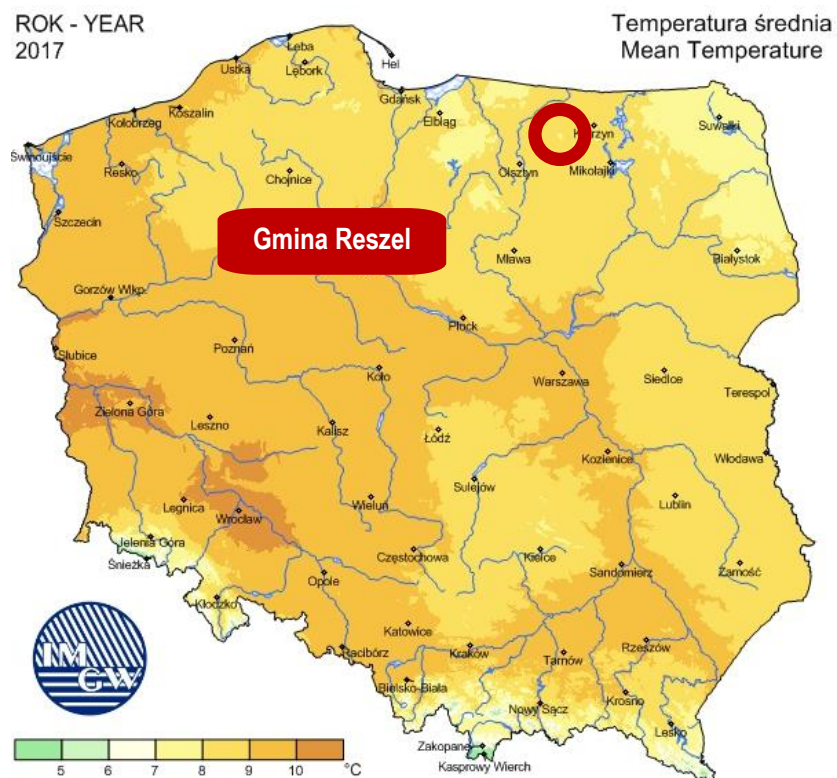 ROK - YEAR
2017
Temperatura średnia
Mean Temperature
Łeba
Hel
Ustka
Lębork
Gdańsk
Koszalin
Kołobrzeg
Elbląg
Suwałki
Świnoujście
Resko
Chojnice
Olsztyn
Mikołajki
Szczecin
Gmina Reszel
Mława
Białystok
Gorzów Wlkp.
Płock
Słubice
Poznań
Koło
Warszawa
Siedlce
Terespol
Zielona Góra
Leszno
Kalisz
Łódź
Kozienice
Włodawa
Sulejów
Legnica
Wrocław
Wieluń
Lublin
Jelenia Góra
Śnieżka
Częstochowa
Kielce
Sandomierz
Zamość
Opole
Kłodzko
Katowice
Racibórz
Kraków
Tarnów
Rzeszów
Bielsko-Biała
Nowy Sącz
Krosno
Lesko
IM
GW
Zakopane
Kasprowy Wierch
5 6 7 8 9 10 °C